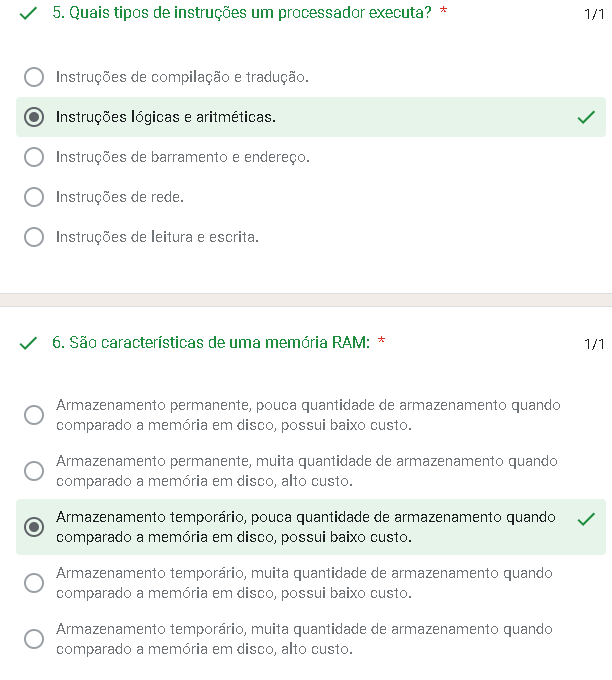 5. Quais tipos de instruções um processador executa? *
1/1
Instruções de compilação e tradução.
Instruções lógicas e aritméticas.
Instruções de barramento e endereço.
Instruções de rede.
Instruções de leitura e escrita.
6. São características de uma memória RAM: *
1/1
Armazenamento permanente, pouca quantidade de armazenamento quando
comparado a memória em disco, possui baixo custo.
Armazenamento permanente, muita quantidade de armazenamento quando
comparado a memória em disco, alto custo.
Armazenamento temporário, pouca quantidade de armazenamento quando
comparado a memória em disco, possui baixo custo.
Armazenamento temporário, muita quantidade de armazenamento quando
comparado a memória em disco, possui baixo custo.
Armazenamento temporário, muita quantidade de armazenamento quando
comparado a memória em disco, alto custo.